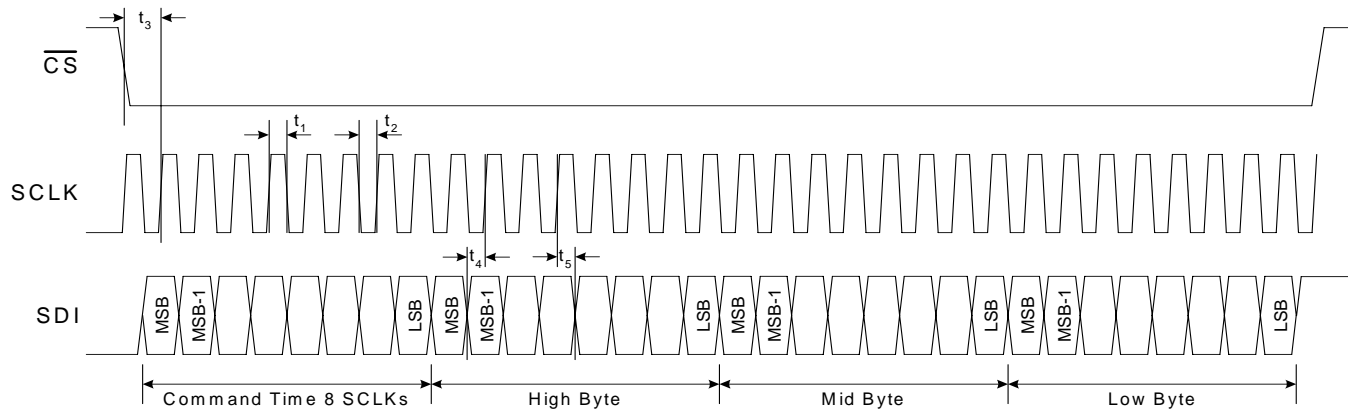 t3
CS
t1
t2
SCLK
t4
t5
SDI
MSB
MSB-1
LSB
MSB
MSB-1
LSB
MSB
MSB-1
LSB
MSB
MSB-1
LSB
Command Time 8 SCLKs
High Byte
Mid Byte
Low Byte